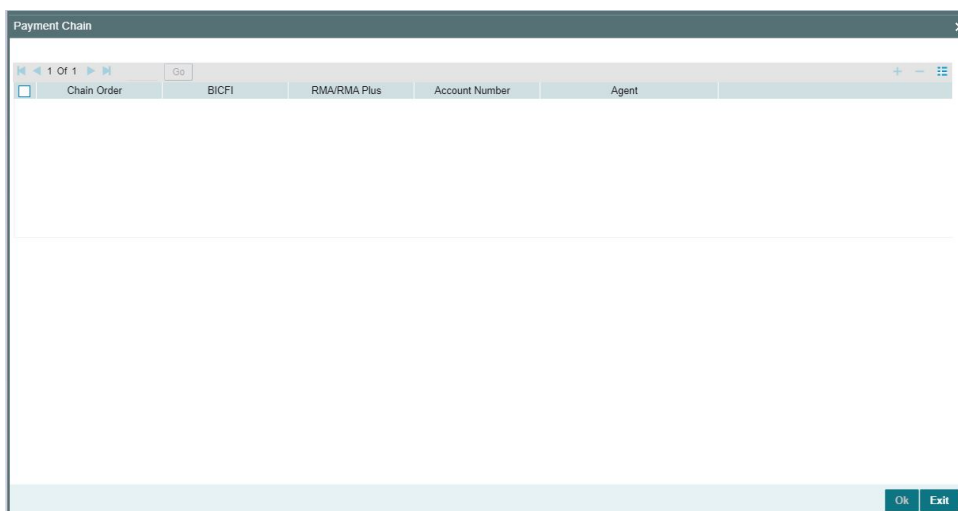 Payment Chain
1 Of 1 Go
Chain Order BICFI RMA/RMA Plus Account Number Agent
Ok Exit